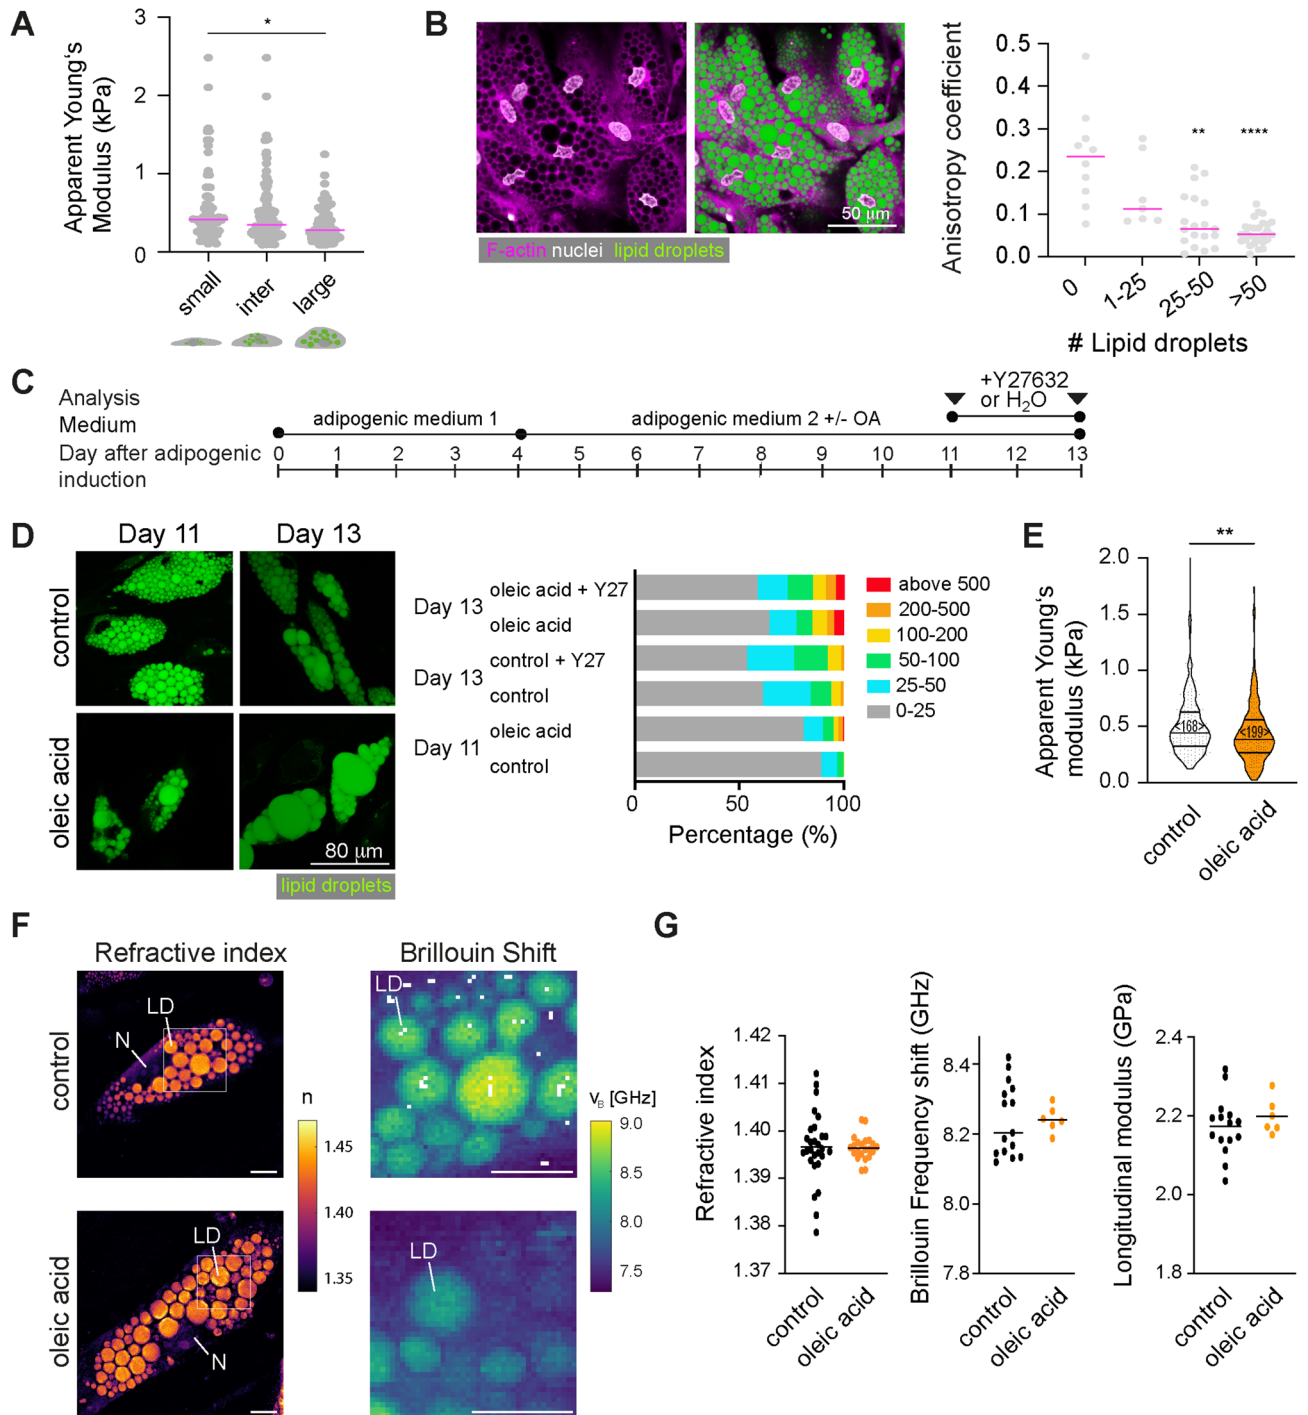 A
Apparent Young's
Modulus (kPa)
3
2
1
0
*
small
inter
large
B
50 μm
F-actin nuclei lipid droplets
Anisotropy coefficient
0.5
0.4
0.3
0.2
0.1
0.0
**
****
0
1-25
25-50
>50
# Lipid droplets
C
Analysis
+Y27632
or H2O
Medium
adipogenic medium 1
adipogenic medium 2 +/- OA
Day after adipogenic
induction
0 1 2 3 4 5 6 7 8 9 10 11 12 13
D
Day 11
Day 13
control
oleic acid
80 μm
lipid droplets
Day 13
oleic acid + Y27
oleic acid
Day 13
control + Y27
control
Day 11
oleic acid
control
0 50 100
Percentage (%)
above 500
200-500
100-200
50-100
25-50
0-25
E
**
Apparent Young's
modulus (kPa)
2.0
1.5
1.0
0.5
0.0
<168>
<199>
control
oleic acid
F
Refractive index
Brillouin Shift
control
LD
N
LD
n
1.45
1.40
1.35
νB [GHz]
9.0
8.5
8.0
7.5
oleic acid
LD
N
LD
G
Refractive index
1.42
1.41
1.40
1.39
1.38
1.37
control
oleic acid
Brillouin Frequency shift (GHz)
8.4
8.2
8.0
7.8
control
oleic acid
Longitudinal modulus (GPa)
2.4
2.2
2.0
1.8
control
oleic acid